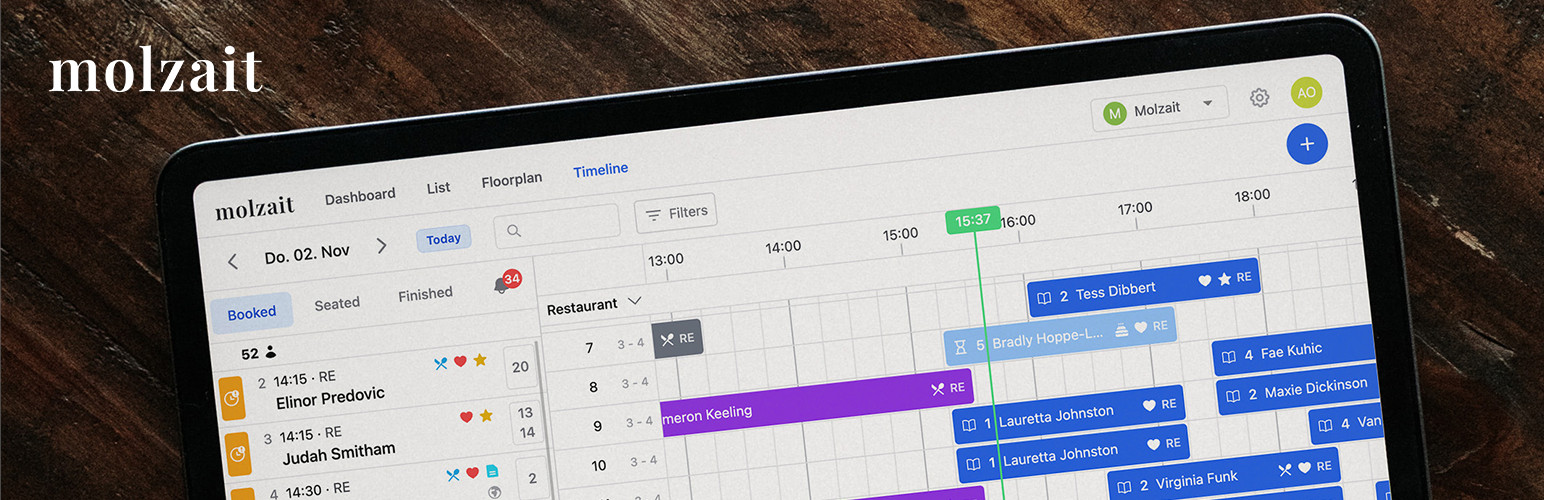 molzait
molzait Dashboard List Floorplan Timeline
M Molzait
AO
Do. 02. Nov Today
Filters
+
Booked Seated Finished 34
52
2 14:15 · RE
Elinor Predovic
20
3 14:15 · RE
Judah Smitham
13
14
4 14:30 · RE
2
13:00 14:00 15:00 15:37 16:00 17:00 18:00
Restaurant
7 3 - 4 RE
2 Tess Dibbert RE
8 3 - 4
5 Bradly Hoppe-L... RE
9 3 - 4
meron Keeling RE
1 Lauretta Johnston RE
4 Fae Kuhic
10 3 - 4
1 Lauretta Johnston RE
2 Maxie Dickinson
2 Virginia Funk RE
4 Van